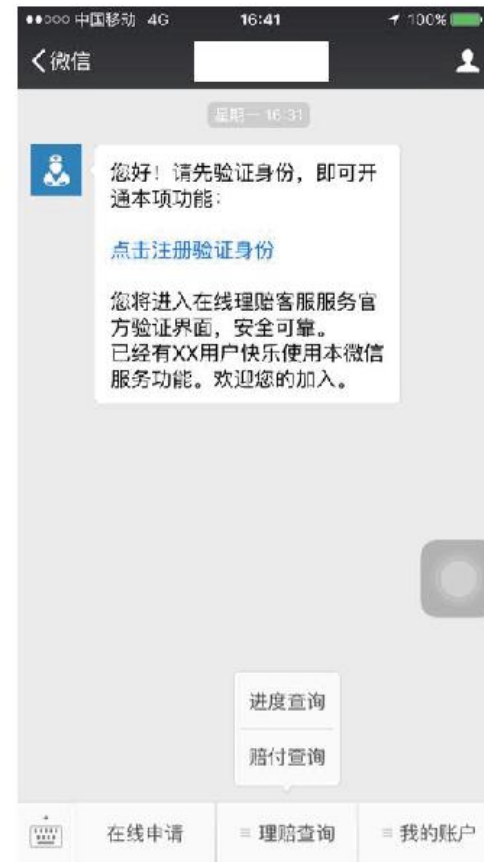 中国移动 4G 16:41 100%
微信
星期一 16:31
您好！请先验证身份，即可开
通本项功能：
点击注册验证身份
您将进入在线理赔客服服务官
方验证界面，安全可靠。
已经有XX用户快乐使用本微信
服务功能。欢迎您的加入。
进度查询
赔付查询
在线申请 理赔查询 我的账户